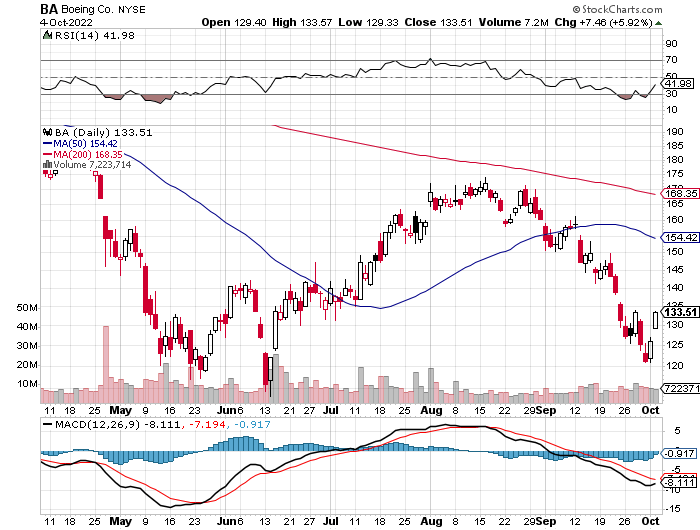 BA Boeing Co. NYSE
© StockCharts.com
4-Oct-2022
Open 129.40 High 133.57 Low 129.33 Close 133.51 Volume 7.2M Chg +7.46 (+5.92%)
RSI(14) 41.98
90
70
50
41.98
30
10
BA (Daily) 133.51
MA(50) 154.42
MA(200) 168.35
Volume 7,223,714
190
185
180
175
170
168.35
165
160
154.42
150
145
140
135
133.51
130
125
120
50M
40M
30M
20M
10M
7223714
11 18 25 May 9 16 23 Jun 6 13 21 27 Jul 11 18 25 Aug 8 15 22 29 Sep 12 19 26 Oct
MACD(12,26,9) -8.111, -7.194, -0.917
5
-0.917
-5
-8.111
-10
-15
11 18 25 May 9 16 23 Jun 6 13 21 27 Jul 11 18 25 Aug 8 15 22 29 Sep 12 19 26 Oct